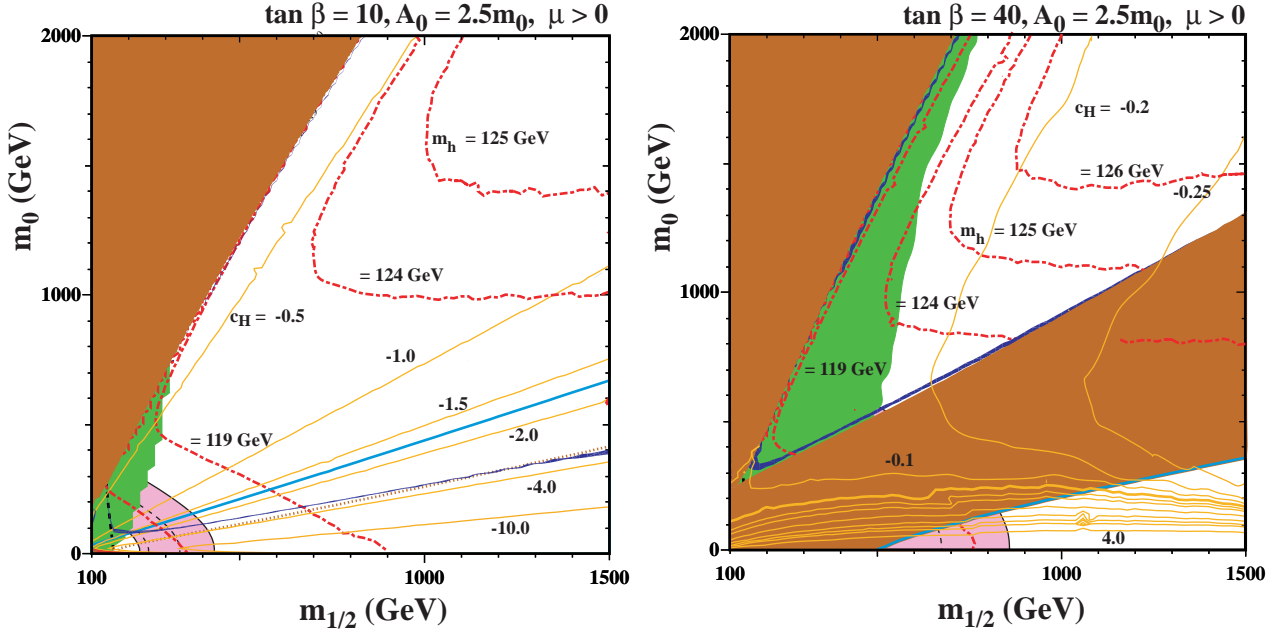 tan β = 10, A0 = 2.5m0, μ > 0
2000
1000
0
100
1000
1500
m0 (GeV)
m1/2 (GeV)
mh = 125 GeV
= 124 GeV
cH = -0.5
-1.0
-1.5
-2.0
= 119 GeV
-4.0
-10.0
tan β = 40, A0 = 2.5m0, μ > 0
2000
1000
0
100
1000
1500
m0 (GeV)
m1/2 (GeV)
cH = -0.2
= 126 GeV
-0.25
mh = 125 GeV
= 124 GeV
= 119 GeV
-0.1
4.0